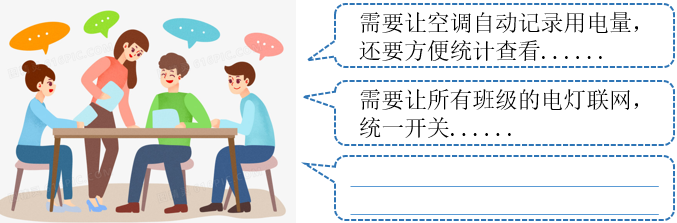 需要让空调自动记录用电量，
还要方便统计查看......
需要让所有班级的电灯联网，
统一开关......